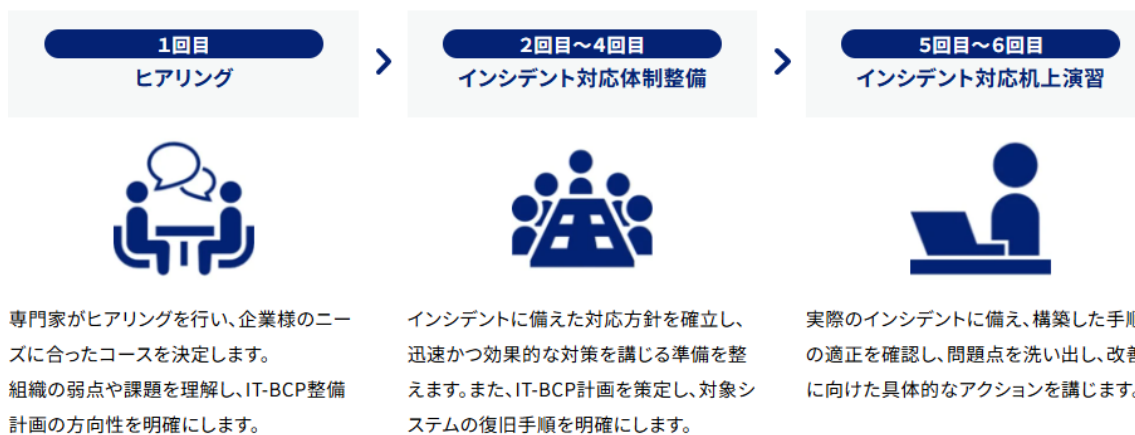 1回目
ヒアリング
2回目～4回目
インシデント対応体制整備
5回目～6回目
インシデント対応机上演習
専門家がヒアリングを行い、企業様のニー
ズに合ったコースを決定します。
組織の弱点や課題を理解し、IT-BCP整備
計画の方向性を明確にします。
インシデントに備えた対応方針を確立し、
迅速かつ効果的な対策を講じる準備を整
えます。また、IT-BCP計画を策定し、対象シ
ステムの復旧手順を明確にします。
実際のインシデントに備え、構築した手順
の適正を確認し、問題点を洗い出し、改善
に向けた具体的なアクションを講じます。